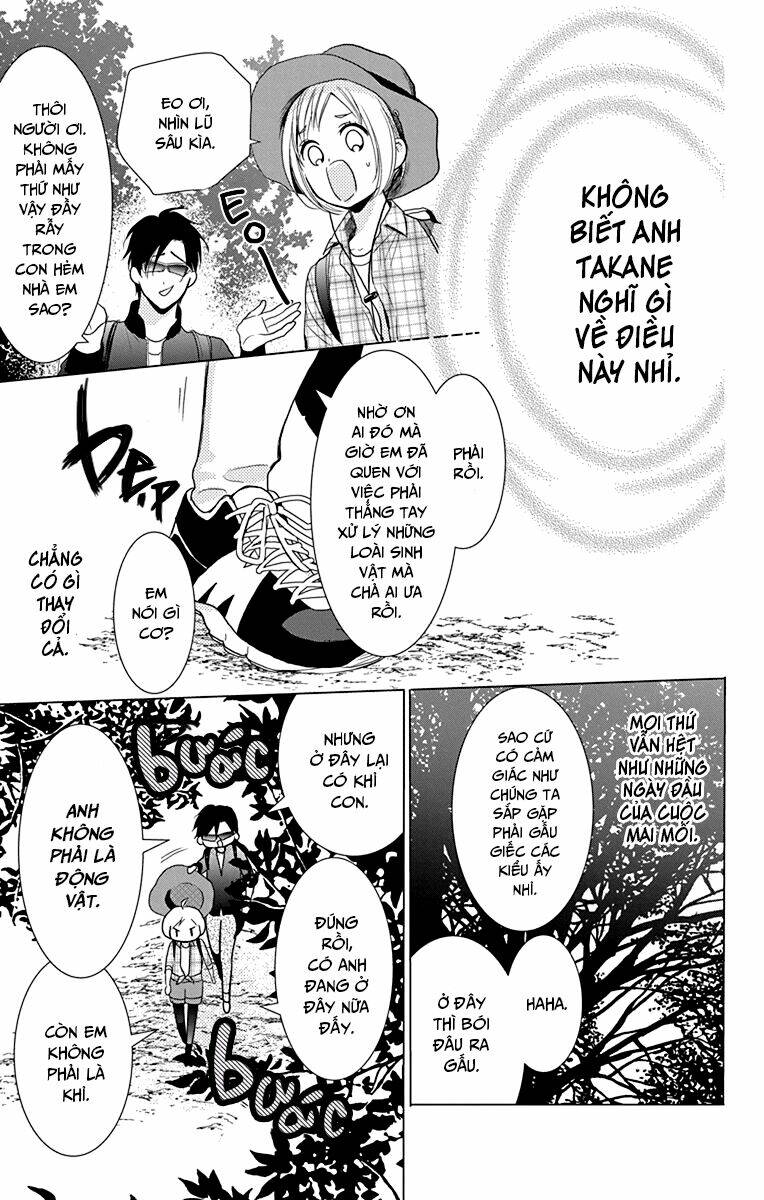 KHÔNG
BIẾT ANH
TAKANE
NGHĨ GÌ
VỀ ĐIỀU
NÀY NHỈ.
EO ƠI,
NHÌN LŨ
SÂU KÌA.
EO
THÔI
NGƯỜI ƠI.
KHÔNG
PHẢI MẤY
THỨ NHƯ
VẬY ĐẦY
RẪY
TRONG
CON HẺM
NHÀ EM
SAO?
PHẢI
RỒI.
NHỜ ƠN
AI ĐÓ MÀ
GIỜ EM ĐÃ
QUEN VỚI
VIỆC PHẢI
THẲNG TAY
XỬ LÝ NHỮNG
LOÀI SINH
VẬT MÀ
CHẢ AI ƯA
RỒI.
bẹp
EM
NÓI GÌ
CƠ?
CHẲNG
CÓ GÌ
THAY
ĐỔI
CẢ.
MỌI THỨ
VẪN HỆT
NHƯ NHỮNG
NGÀY ĐẦU
CỦA CUỘC
MAI MỐI.
SAO CỨ
CÓ CẢM
GIÁC NHƯ
CHÚNG TA
SẮP GẶP
PHẢI GẤU
GIẾC CÁC
KIỂU ẤY
NHỈ.
HAHA.
Ở ĐÂY
THÌ BÓI
ĐÂU RA
GẤU.
NHƯNG
Ở ĐÂY LẠI
CÓ KHỈ
CON.
bước
ANH
KHÔNG
PHẢI LÀ
ĐỘNG
VẬT.
ĐÚNG
RỒI,
CÓ ANH
ĐANG Ở
ĐÂY NỮA
ĐẤY.
CÒN EM
KHÔNG
PHẢI LÀ
KHỈ.
bước